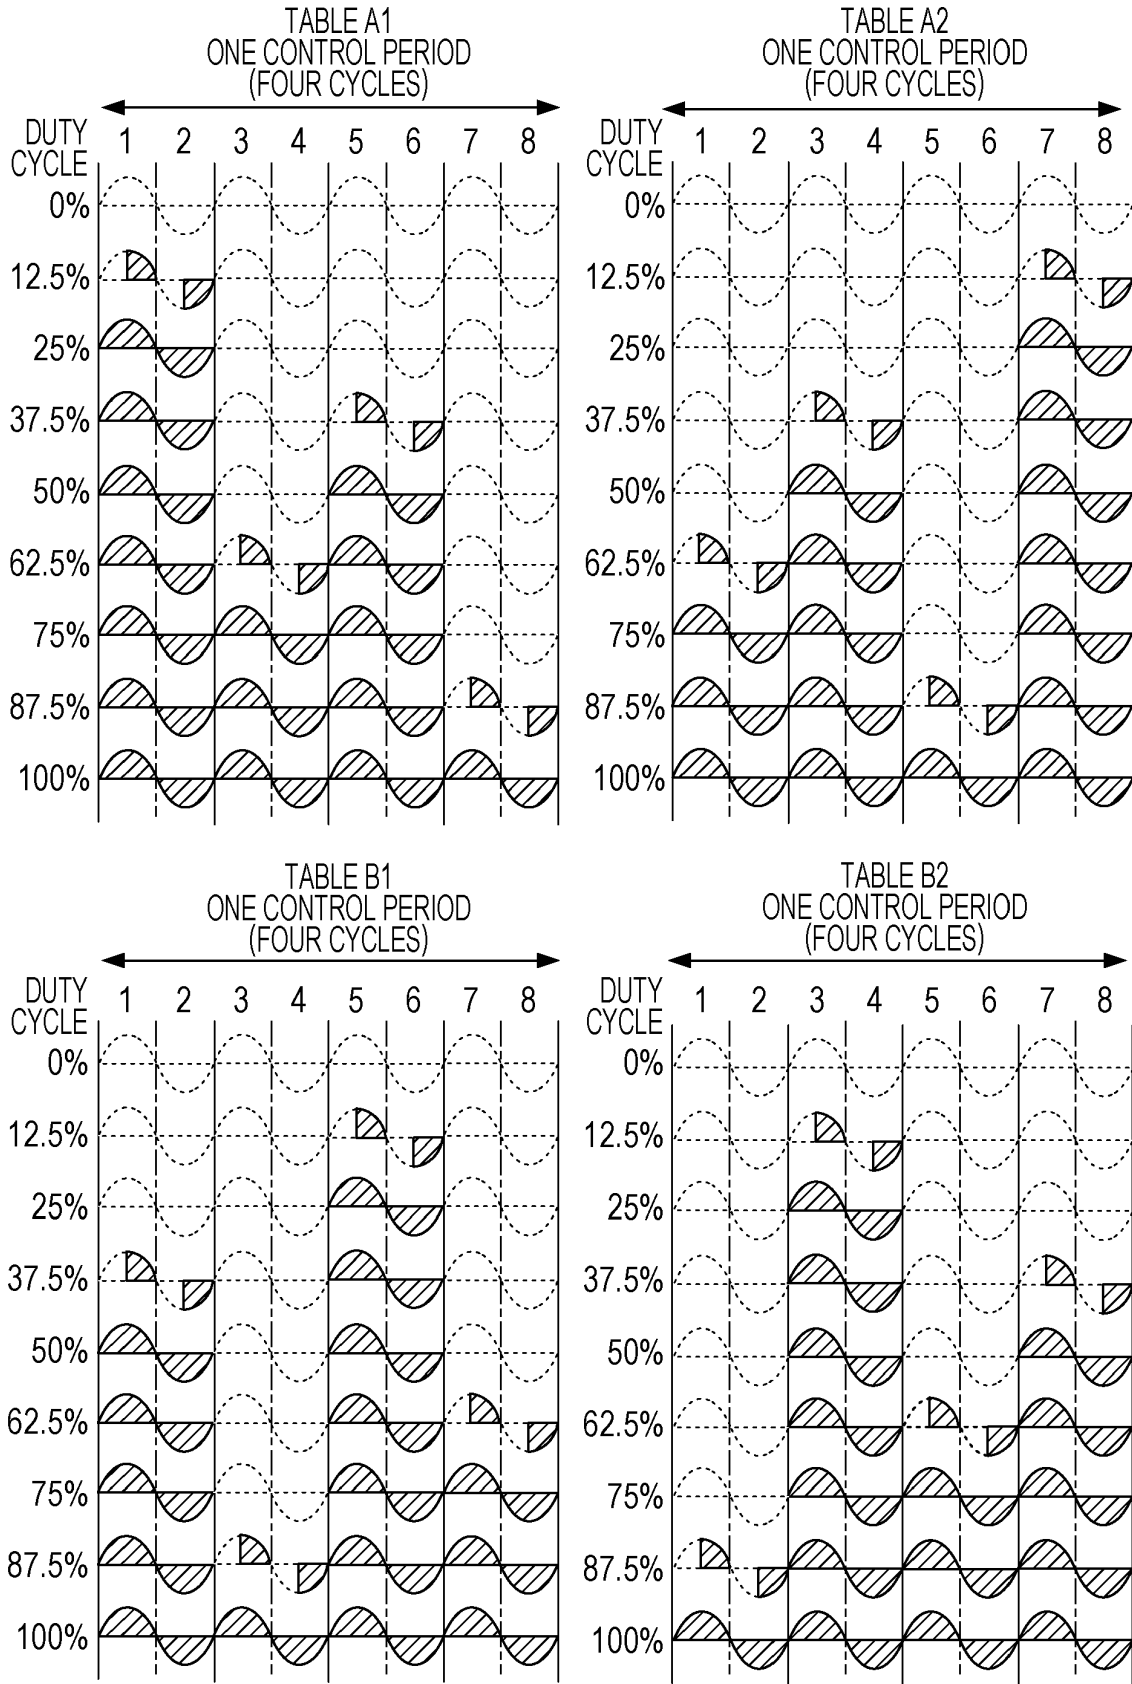 TABLE A1
ONE CONTROL PERIOD
(FOUR CYCLES)
DUTY
CYCLE
1 2 3 4 5 6 7 8
0%
12.5%
25%
37.5%
50%
62.5%
75%
87.5%
100%
TABLE A2
ONE CONTROL PERIOD
(FOUR CYCLES)
DUTY
CYCLE
1 2 3 4 5 6 7 8
0%
12.5%
25%
37.5%
50%
62.5%
75%
87.5%
100%
TABLE B1
ONE CONTROL PERIOD
(FOUR CYCLES)
DUTY
CYCLE
1 2 3 4 5 6 7 8
0%
12.5%
25%
37.5%
50%
62.5%
75%
87.5%
100%
TABLE B2
ONE CONTROL PERIOD
(FOUR CYCLES)
DUTY
CYCLE
1 2 3 4 5 6 7 8
0%
12.5%
25%
37.5%
50%
62.5%
75%
87.5%
100%